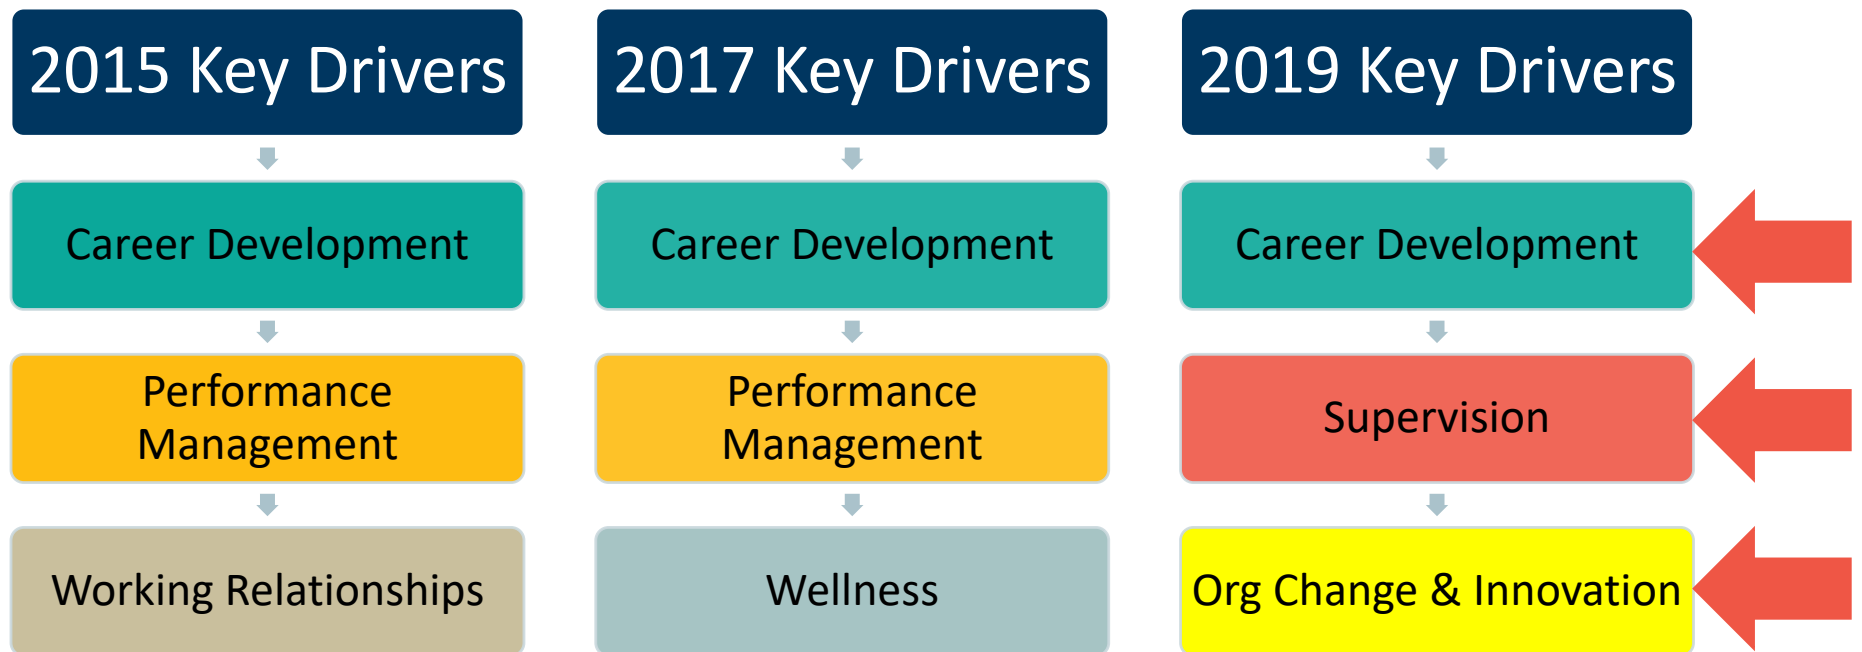 2015 Key Drivers
Career Development
Performance
Management
Working Relationships
2017 Key Drivers
Career Development
Performance
Management
Wellness
2019 Key Drivers
Career Development
Supervision
Org Change & Innovation